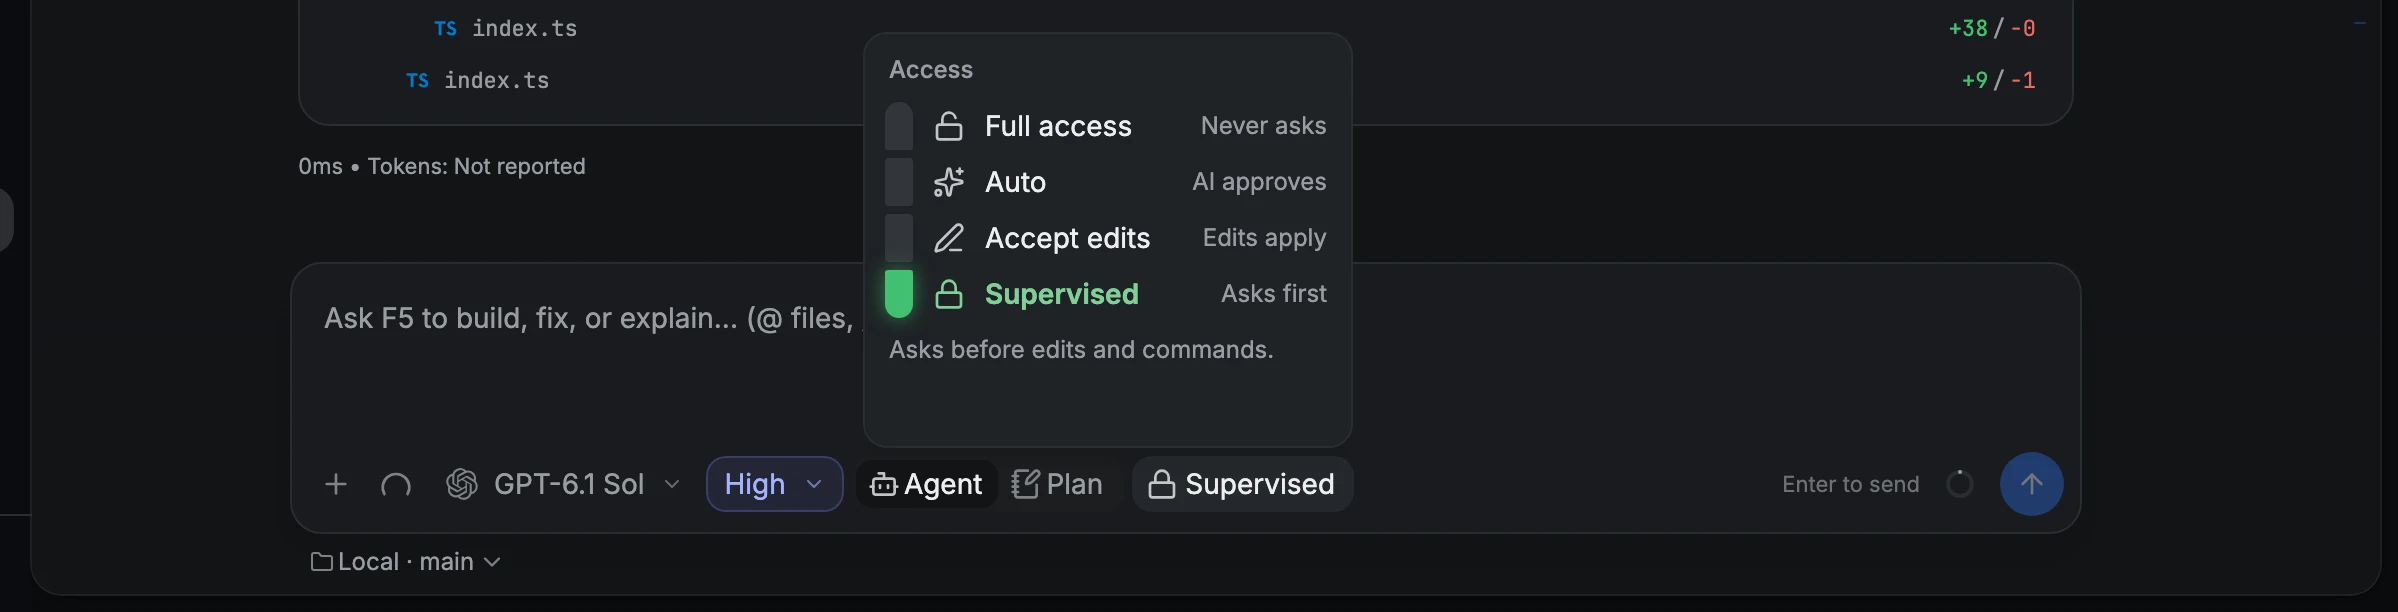 TS index.ts +38 / -0
TS index.ts +9 / -1
Access
Full access Never asks
Auto AI approves
Accept edits Edits apply
Supervised Asks first
Asks before edits and commands.
0ms • Tokens: Not reported
Ask F5 to build, fix, or explain... (@ files,
GPT-6.1 Sol High Agent Plan Supervised Enter to send
Local · main